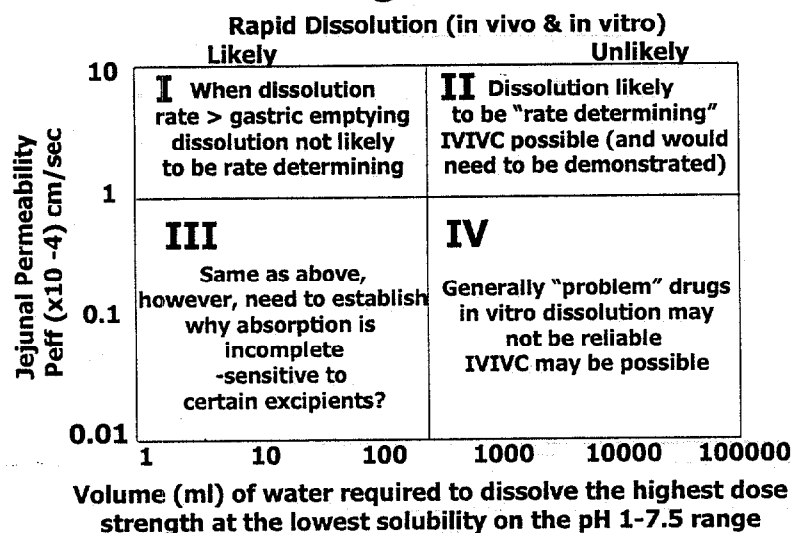 Rapid Dissolution (in vivo & in vitro)
Likely Unlikely
10
I When dissolution
rate > gastric emptying
dissolution not likely
to be rate determining
II Dissolution likely
to be "rate determining"
IVIVC possible (and would
need to be demonstrated)
Jejunal Permeability
Peff (x10 -4) cm/sec
1
III
Same as above,
however, need to establish
why absorption is
incomplete
-sensitive to
certain excipients?
IV
Generally "problem" drugs
in vitro dissolution may
not be reliable
IVIVC may be possible
0.1
0.01
1 10 100 1000 10000 100000
Volume (ml) of water required to dissolve the highest dose
strength at the lowest solubility on the pH 1-7.5 range